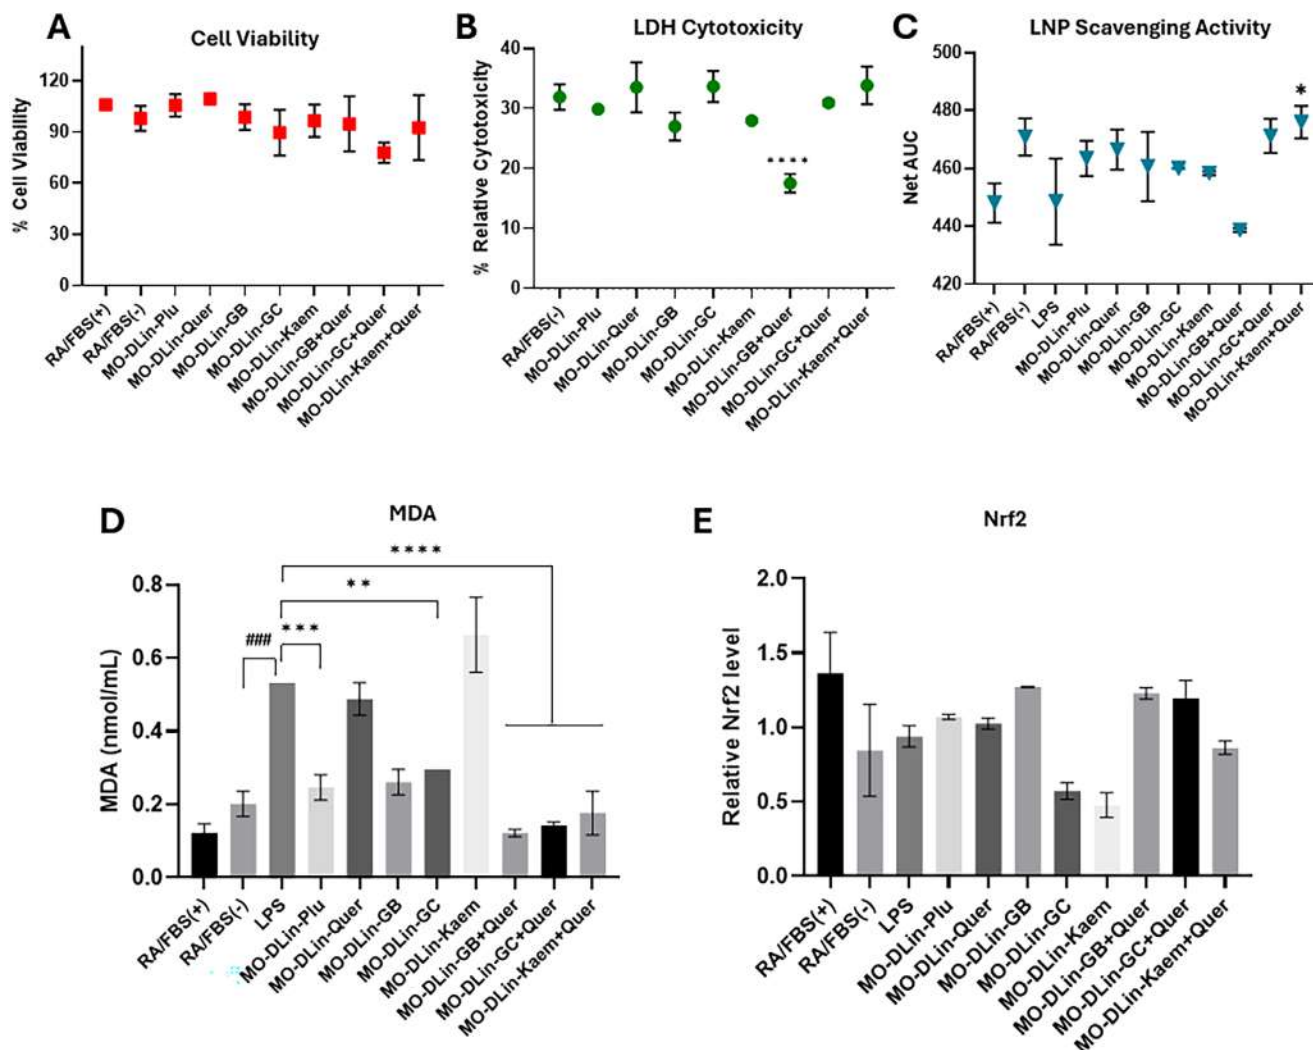 A
Cell Viability
% Cell Viability
120
90
60
30
0
RA/FBS(+)
RA/FBS(-)
MO-DLin-Plu
MO-DLin-Quer
MO-DLin-GB
MO-DLin-GC
MO-DLin-Kaem
MO-DLin-GB+Quer
MO-DLin-GC+Quer
MO-DLin-Kaem+Quer
B
LDH Cytotoxicity
% Relative Cytotoxicity
40
30
20
10
0
****
RA/FBS(-)
MO-DLin-Plu
MO-DLin-Quer
MO-DLin-GB
MO-DLin-GC
MO-DLin-Kaem
MO-DLin-GB+Quer
MO-DLin-GC+Quer
MO-DLin-Kaem+Quer
C
LNP Scavenging Activity
Net AUC
500
480
460
440
420
*
RA/FBS(+)
RA/FBS(-)
LPS
MO-DLin-Plu
MO-DLin-Quer
MO-DLin-GB
MO-DLin-GC
MO-DLin-Kaem
MO-DLin-GB+Quer
MO-DLin-GC+Quer
MO-DLin-Kaem+Quer
D
MDA
MDA (nmol/mL)
0.8
0.6
0.4
0.2
0.0
****
**
***
###
RA/FBS(+)
RA/FBS(-)
LPS
MO-DLin-Plu
MO-DLin-Quer
MO-DLin-GB
MO-DLin-GC
MO-DLin-Kaem
MO-DLin-GB+Quer
MO-DLin-GC+Quer
MO-DLin-Kaem+Quer
E
Nrf2
Relative Nrf2 level
2.0
1.5
1.0
0.5
0.0
RA/FBS(+)
RA/FBS(-)
LPS
MO-DLin-Plu
MO-DLin-Quer
MO-DLin-GB
MO-DLin-GC
MO-DLin-Kaem
MO-DLin-GB+Quer
MO-DLin-GC+Quer
MO-DLin-Kaem+Quer